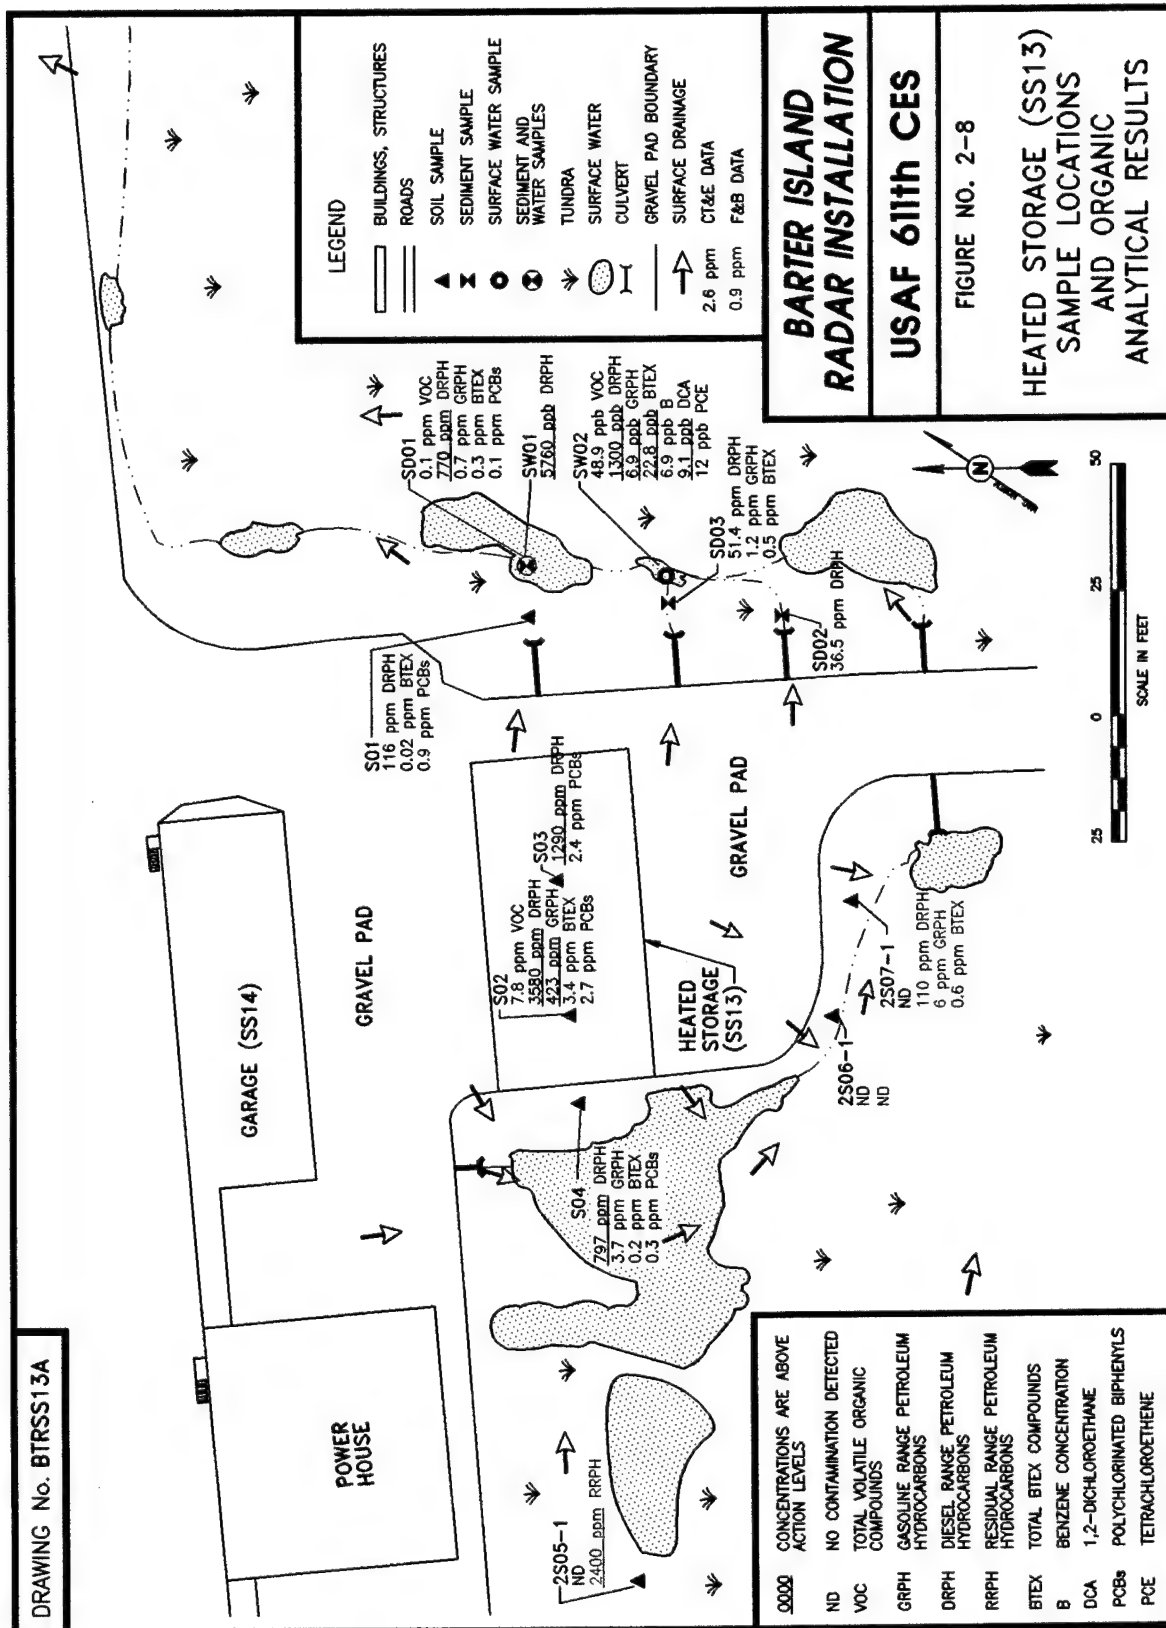 DRAWING No. BTRSS13A
GARAGE (SS14)
POWER
HOUSE
GRAVEL PAD
GRAVEL PAD
HEATED
STORAGE
(SS13)
S01
116 ppm DRPH
0.02 ppm BTEX
0.9 ppm PCBs
S02
7.8 ppm VOC
3580 ppm DRPH
423 ppm GRPH
3.4 ppm BTEX
2.7 ppm PCBs
S03
1290 ppm DRPH
2.4 ppm PCBs
S04
797 ppm DRPH
3.7 ppm GRPH
0.2 ppm BTEX
0.3 ppm PCBs
2S05-1
ND
2400 ppm RRPH
2S06-1
ND
ND
2S07-1
ND
110 ppm DRPH
6 ppm GRPH
0.6 ppm BTEX
SD01
0.1 ppm VOC
770 ppm DRPH
0.7 ppm GRPH
0.3 ppm BTEX
0.1 ppm PCBs
SW01
5760 ppb DRPH
SW02
48.9 ppb VOC
1300 ppb DRPH
6.9 ppb GRPH
22.8 ppb BTEX
6.9 ppb B
9.1 ppb DCA
12 ppb PCE
SD03
51.4 ppm DRPH
1.2 ppm GRPH
0.5 ppm BTEX
SD02
36.5 ppm DRPH
LEGEND
BUILDINGS, STRUCTURES
ROADS
SOIL SAMPLE
SEDIMENT SAMPLE
SURFACE WATER SAMPLE
SEDIMENT AND
WATER SAMPLES
TUNDRA
SURFACE WATER
CULVERT
GRAVEL PAD BOUNDARY
SURFACE DRAINAGE
2.6 ppm CT&E DATA
0.9 ppm F&B DATA
0000 CONCENTRATIONS ARE ABOVE
ACTION LEVELS
ND NO CONTAMINATION DETECTED
VOC TOTAL VOLATILE ORGANIC
COMPOUNDS
GRPH GASOLINE RANGE PETROLEUM
HYDROCARBONS
DRPH DIESEL RANGE PETROLEUM
HYDROCARBONS
RRPH RESIDUAL RANGE PETROLEUM
HYDROCARBONS
BTEX TOTAL BTEX COMPOUNDS
B BENZENE CONCENTRATION
DCA 1,2-DICHLOROETHANE
PCBs POLYCHLORINATED BIPHENYLS
PCE TETRACHLOROETHENE
N
25 0 25 50
SCALE IN FEET
BARTER ISLAND
RADAR INSTALLATION
USAF 611th CES
FIGURE NO. 2-8
HEATED STORAGE (SS13)
SAMPLE LOCATIONS
AND ORGANIC
ANALYTICAL RESULTS